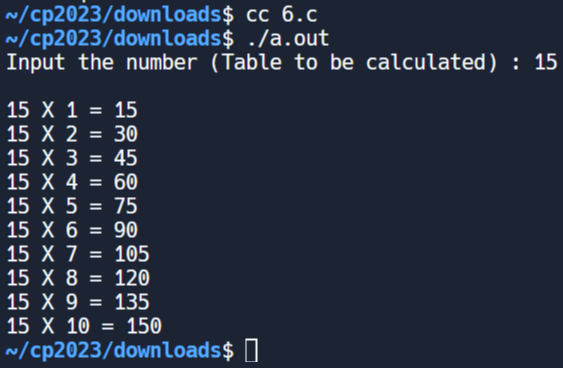 ~/cp2023/downloads$ cc 6.c
~/cp2023/downloads$ ./a.out
Input the number (Table to be calculated) : 15
15 X 1 = 15
15 X 2 = 30
15 X 3 = 45
15 X 4 = 60
15 X 5 = 75
15 X 6 = 90
15 X 7 = 105
15 X 8 = 120
15 X 9 = 135
15 X 10 = 150
~/cp2023/downloads$